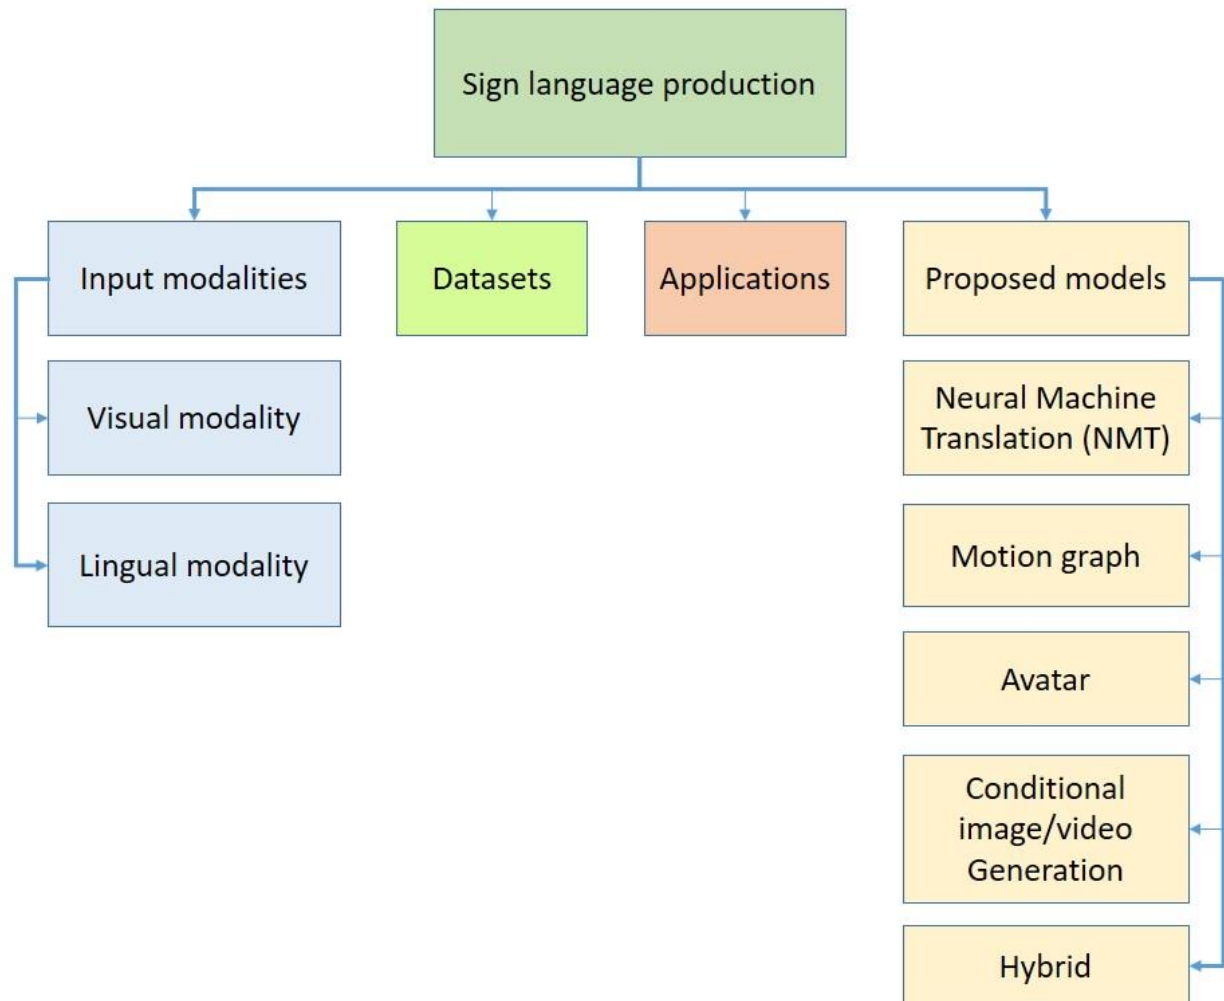 Sign language production
Input modalities
Datasets
Applications
Proposed models
Visual modality
Lingual modality
Neural Machine
Translation (NMT)
Motion graph
Avatar
Conditional
image/video
Generation
Hybrid